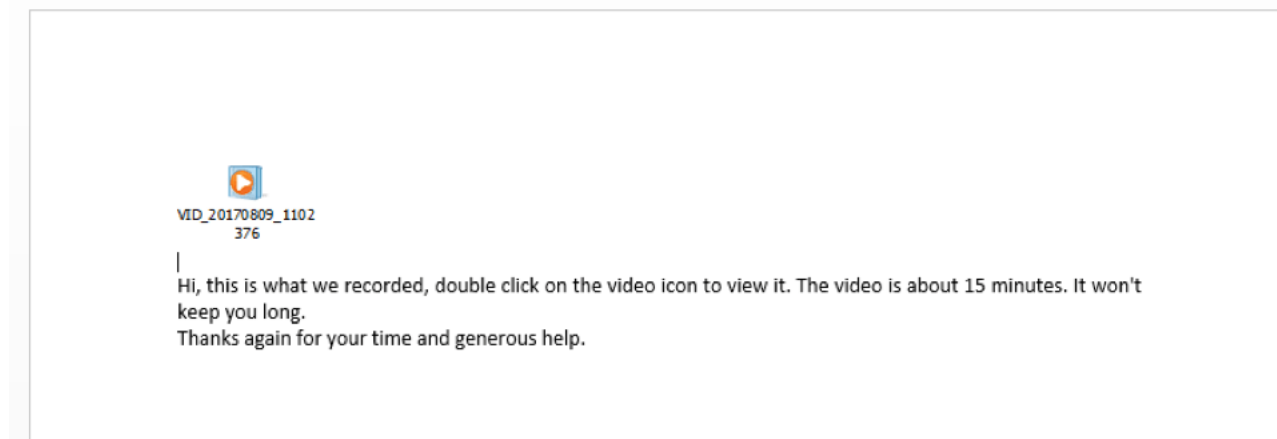 VID_20170809_1102
376
Hi, this is what we recorded, double click on the video icon to view it. The video is about 15 minutes. It won't
keep you long.
Thanks again for your time and generous help.